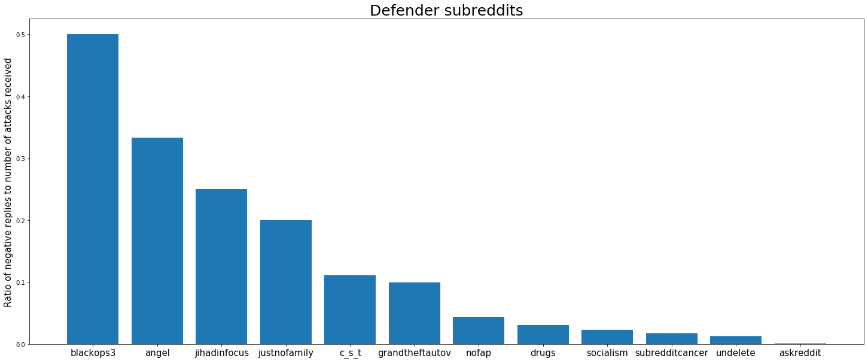 Defender subreddits
Ratio of negative replies to number of attacks received
0.5
0.4
0.3
0.2
0.1
0.0
blackops3 angel jihadinfocus justnofamily c_s_t grandtheftautov nofap drugs socialism subredditcancer undelete askreddit